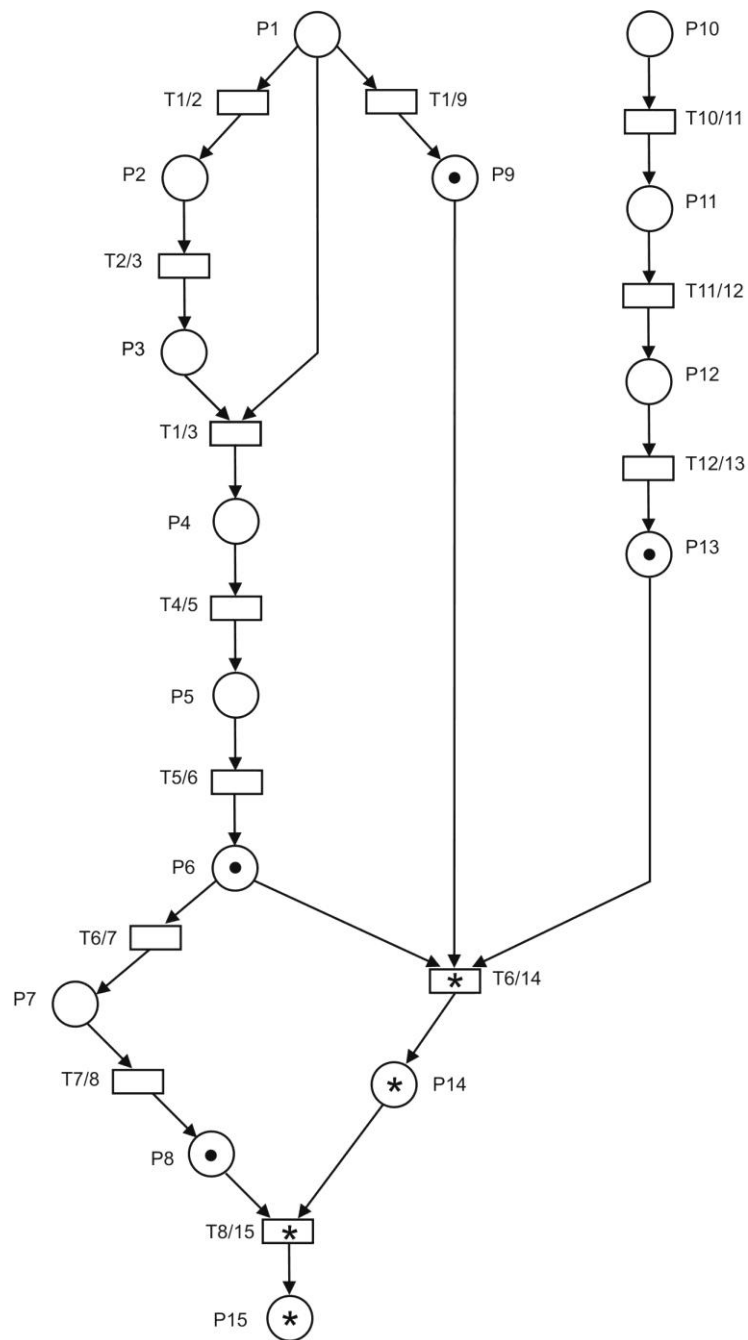 P1
P10
T1/2
T1/9
T10/11
P2
P9
P11
T2/3
T11/12
P3
P12
T1/3
T12/13
P4
P13
T4/5
P5
T5/6
P6
T6/7
T6/14
*
P7
T7/8
P14
*
P8
T8/15
*
P15
*